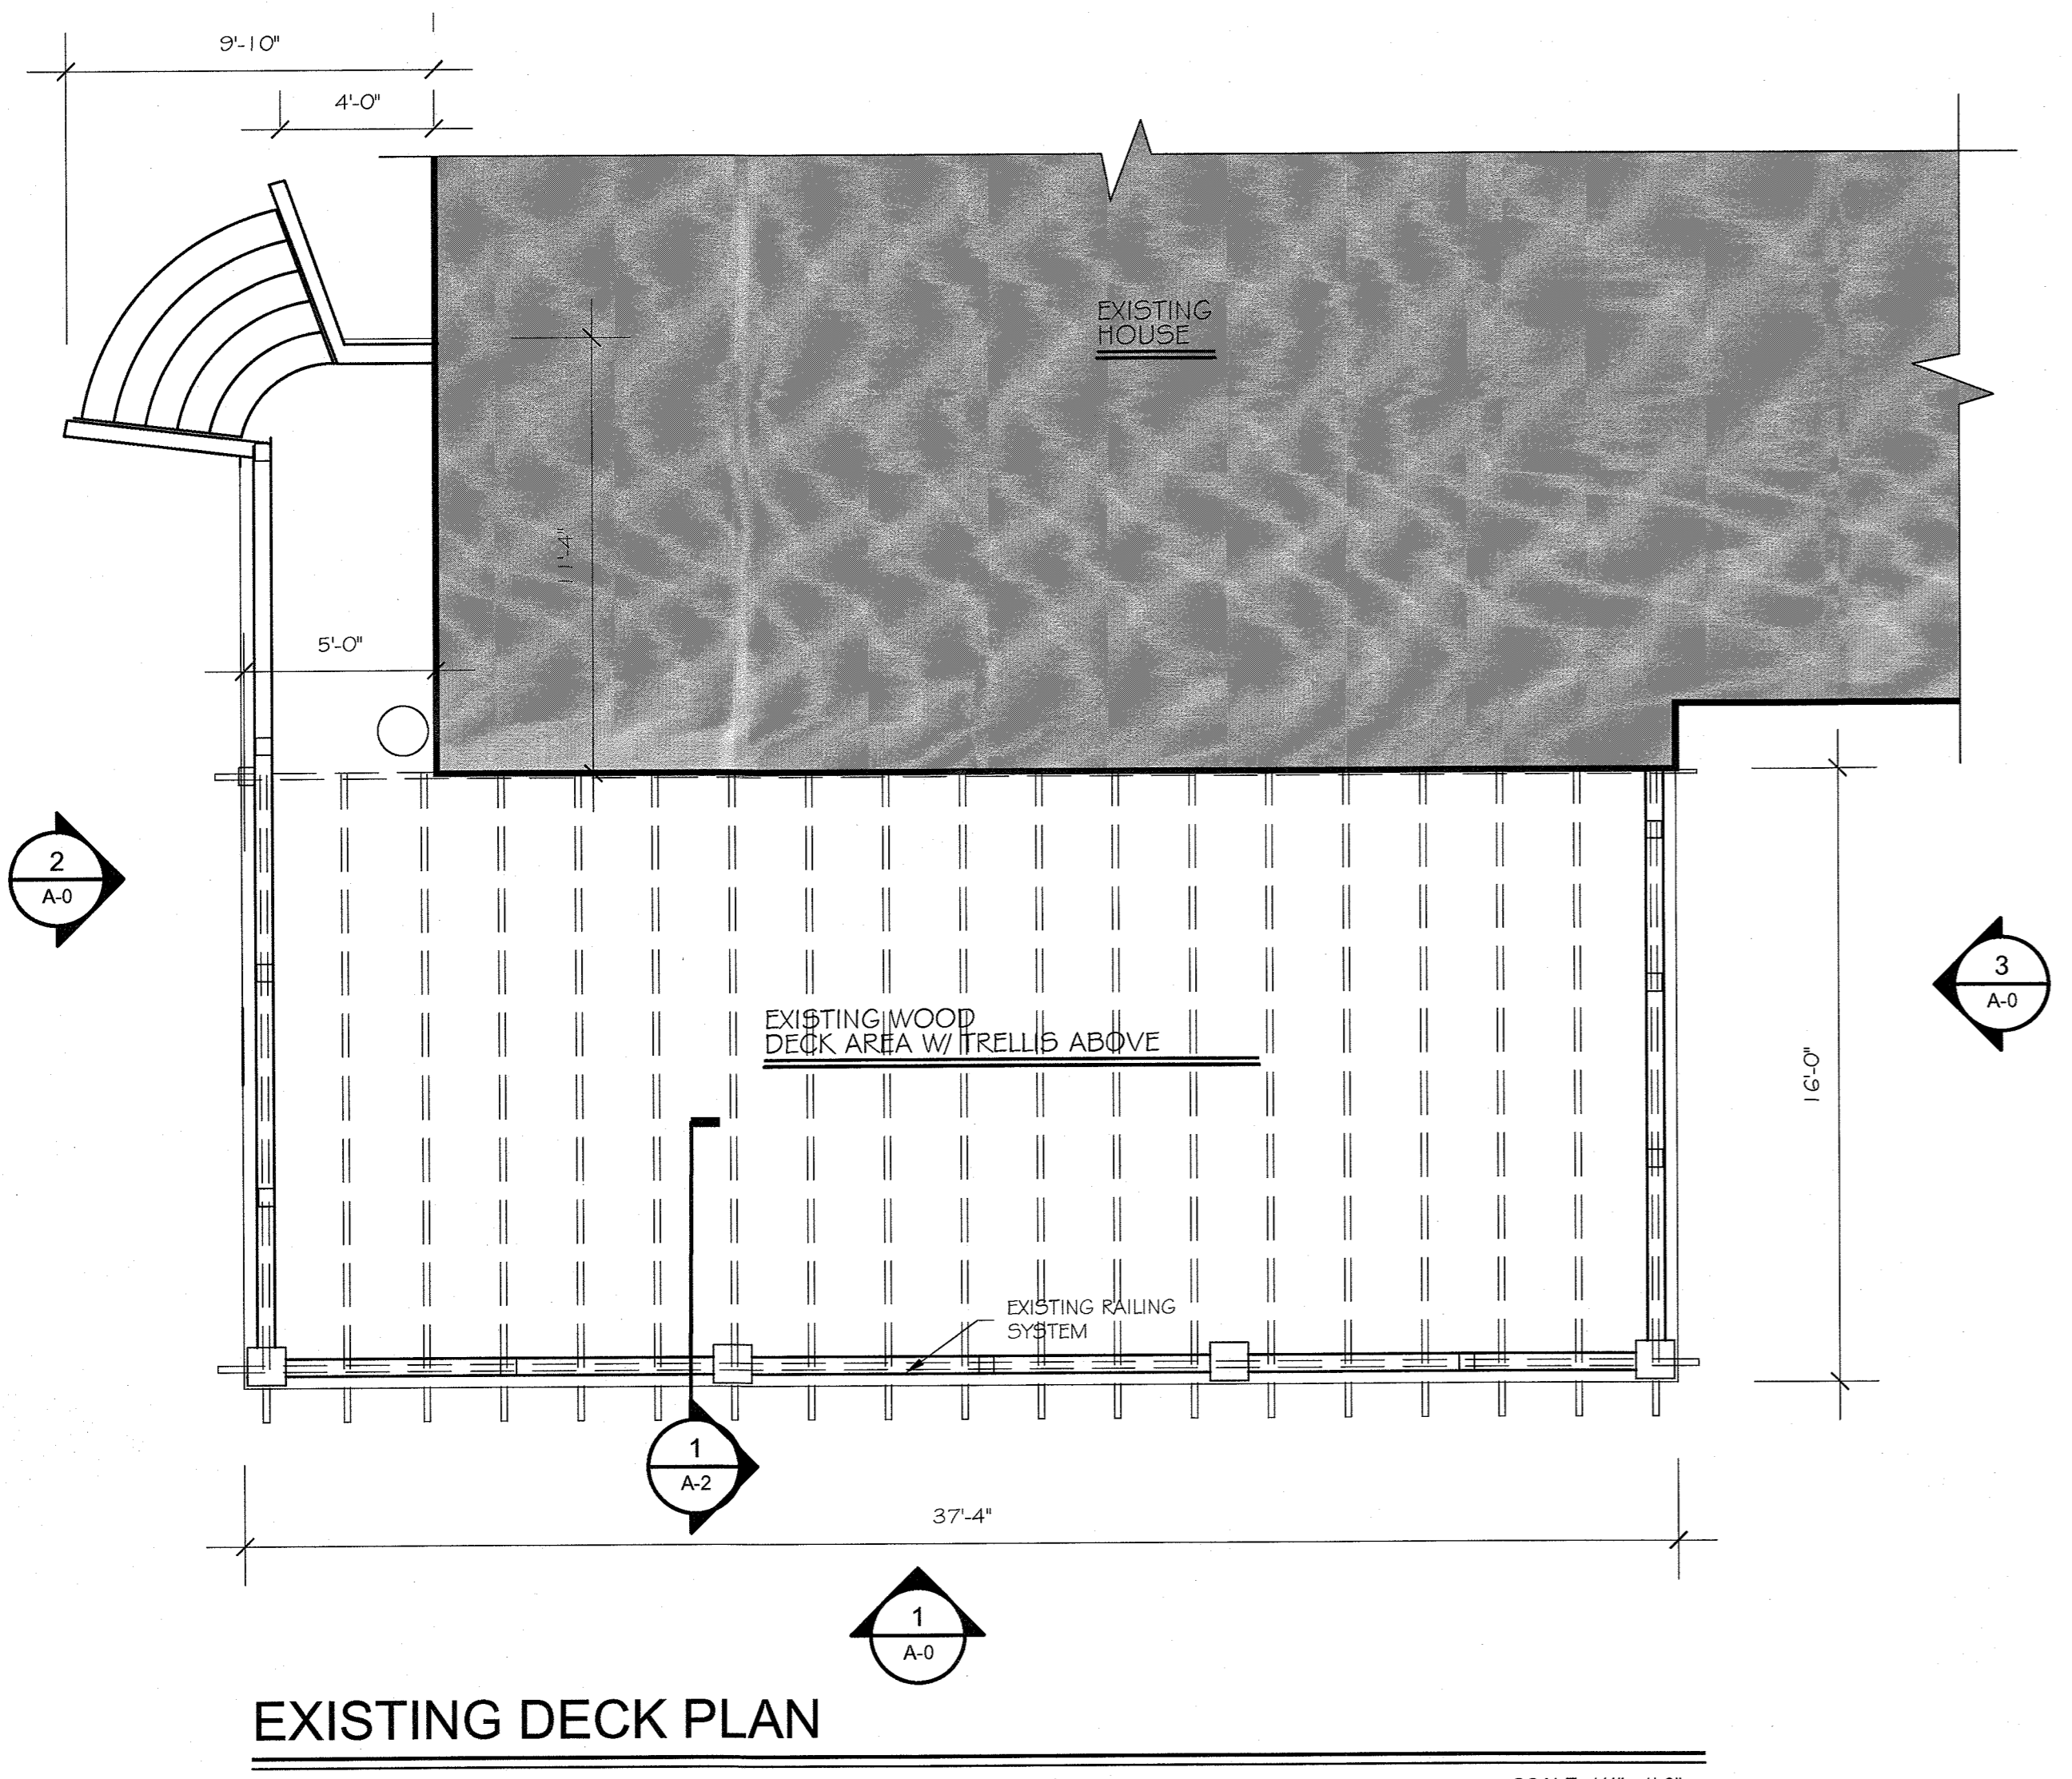 9'-10"
4'-0"
EXISTING
HOUSE
11'-4"
5'-0"
2
A-0
3
A-0
EXISTING WOOD
DECK AREA W/ TRELLIS ABOVE
16'-0"
EXISTING RAILING
SYSTEM
1
A-2
37'-4"
1
A-0
EXISTING DECK PLAN